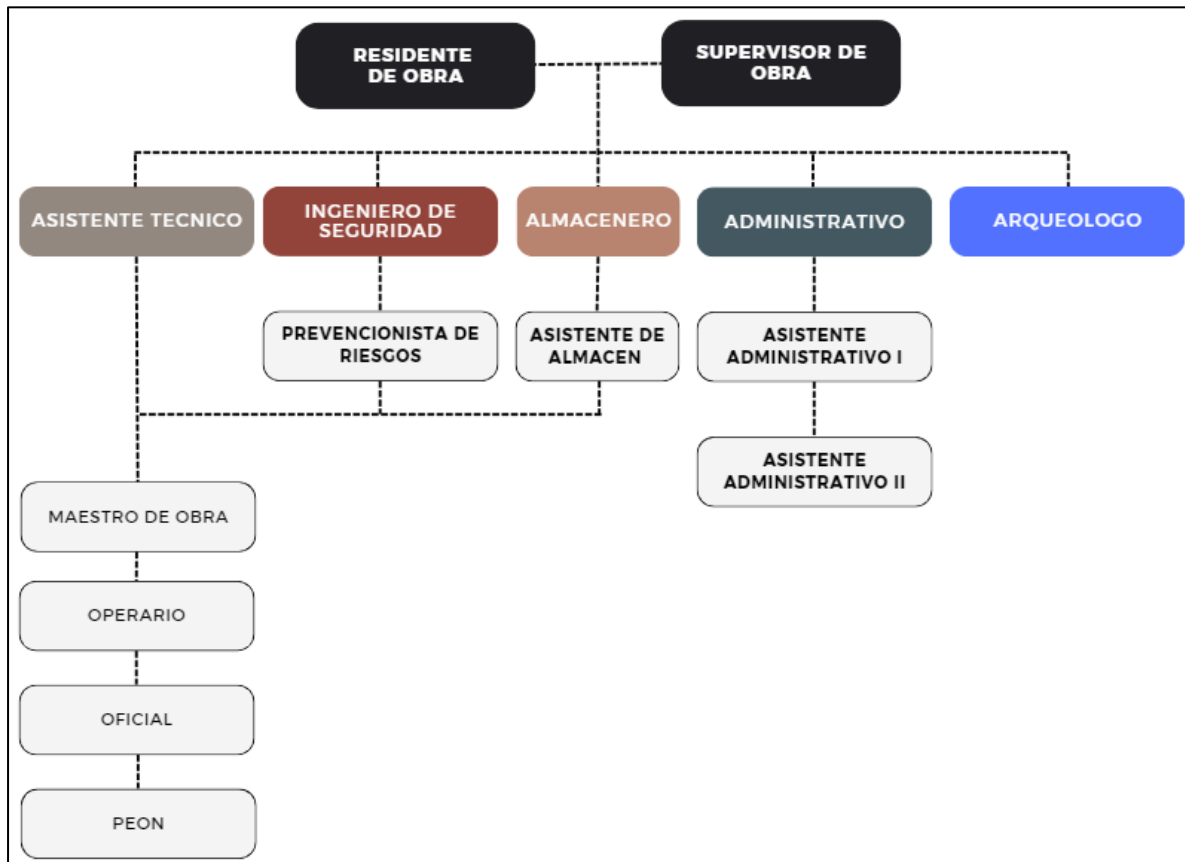 RESIDENTE
DE OBRA
SUPERVISOR DE
OBRA
ASISTENTE TECNICO
INGENIERO DE
SEGURIDAD
ALMACENERO
ADMINISTRATIVO
ARQUEOLOGO
PREVENCIONISTA DE
RIESGOS
ASISTENTE DE
ALMACEN
ASISTENTE
ADMINISTRATIVO I
ASISTENTE
ADMINISTRATIVO II
MAESTRO DE OBRA
OPERARIO
OFICIAL
PEON